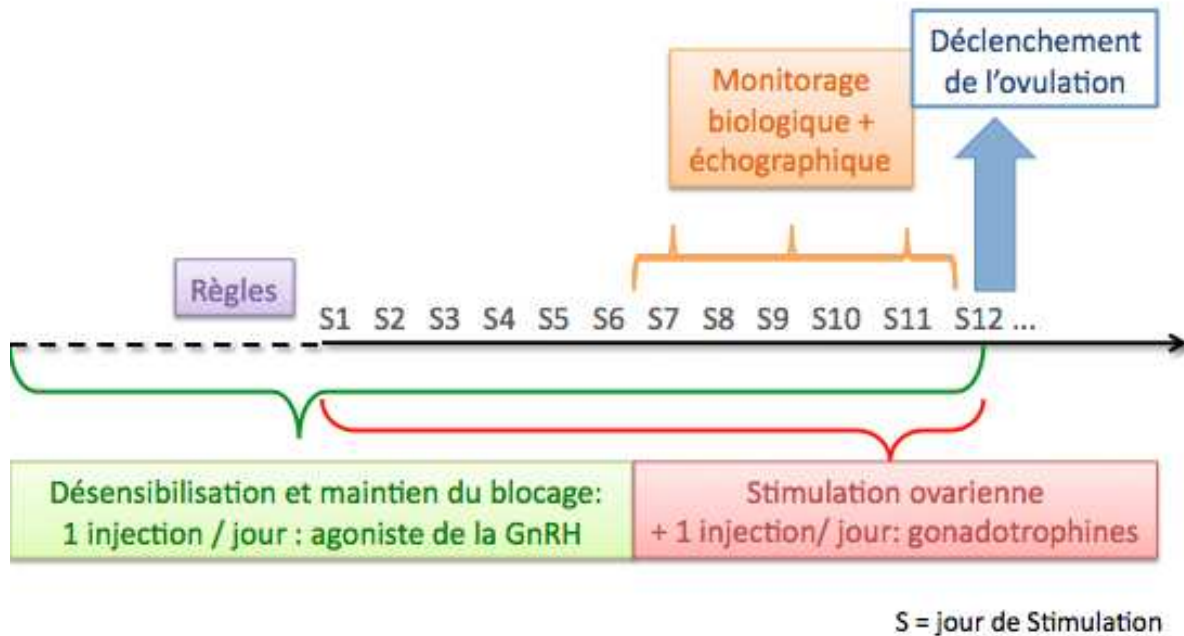 Déclenchement
de l'ovulation
Monitorage
biologique +
échographique
Règles
S1 S2 S3 S4 S5 S6 S7 S8 S9 S10 S11 S12 ...
Désensibilisation et maintien du blocage:
1 injection / jour : agoniste de la GnRH
Stimulation ovarienne
+ 1 injection/ jour: gonadotrophines
S = jour de Stimulation